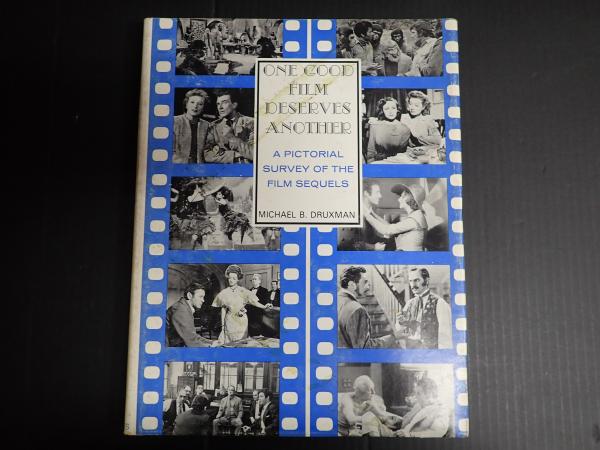 ONE GOOD
FILM
DESERVES
ANOTHER
A PICTORIAL
SURVEY OF THE
FILM SEQUELS
MICHAEL B. DRUXMAN